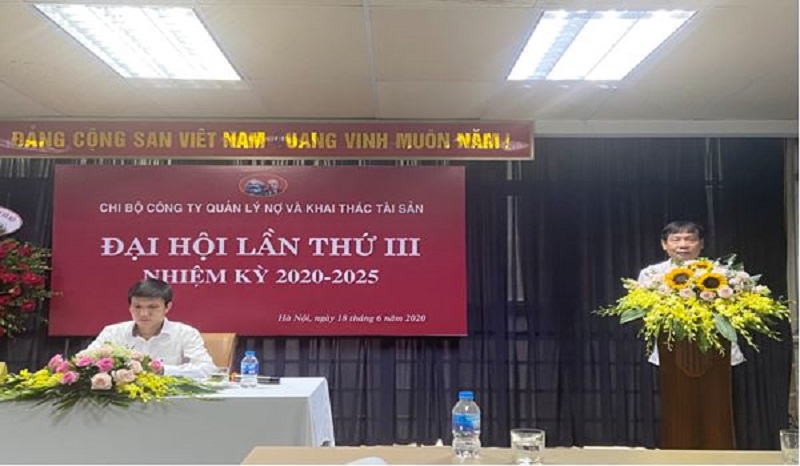 ĐẢNG CỘNG SẢN VIỆT NAM QUANG VINH MUÔN NĂM !
CHI BỘ CÔNG TY QUẢN LÝ NỢ VÀ KHAI THÁC TÀI SẢN
ĐẠI HỘI LẦN THỨ III
NHIỆM KỲ 2020-2025
Hà Nội, ngày 18 tháng 6 năm 2020